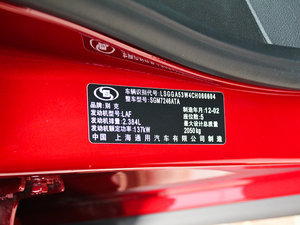 车辆识别代号: LSGGA53W4CH066604
整车型号: SGM7246ATA
品牌: 别克 制造年月: 12-02
发动机型号: LAF 座位数: 5
发动机排量: 2.384L 最大设计总质量:
发动机额定功率: 137kW 2050kg
中国 上海通用汽车有限公司制造